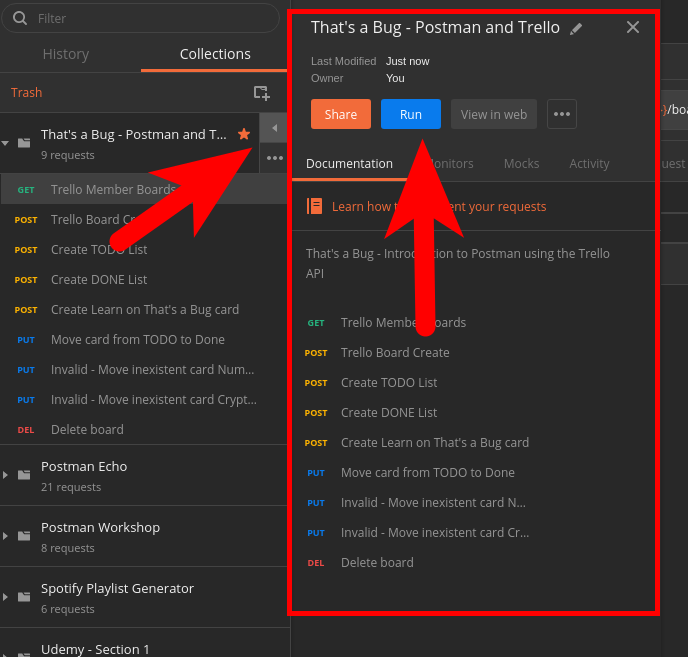 Filter
History
Collections
Trash
That's a Bug - Postman and T...
9 requests
GET Trello Member Boards
POST Trello Board Cr
POST Create TODO List
POST Create DONE List
POST Create Learn on That's a Bug card
PUT Move card from TODO to Done
PUT Invalid - Move inexistent card Num...
PUT Invalid - Move inexistent card Crypt...
DEL Delete board
Postman Echo
21 requests
Postman Workshop
8 requests
Spotify Playlist Generator
6 requests
Udemy - Section 1
That's a Bug - Postman and Trello
Last Modified Just now
Owner You
Share
Run
View in web
Documentation
onitors
Mocks
Activity
Learn how ent your requests
That's a Bug - Intro ion to Postman using the Trello
API
GET Trello Membe oards
POST Trello Board Create
POST Create TODO List
POST Create DONE List
POST Create Learn on That's a Bug card
PUT Move card from TODO to Done
PUT Invalid - Move inexistent card N...
PUT Invalid - Move inexistent card Cr...
DEL Delete board
}/boa
uest